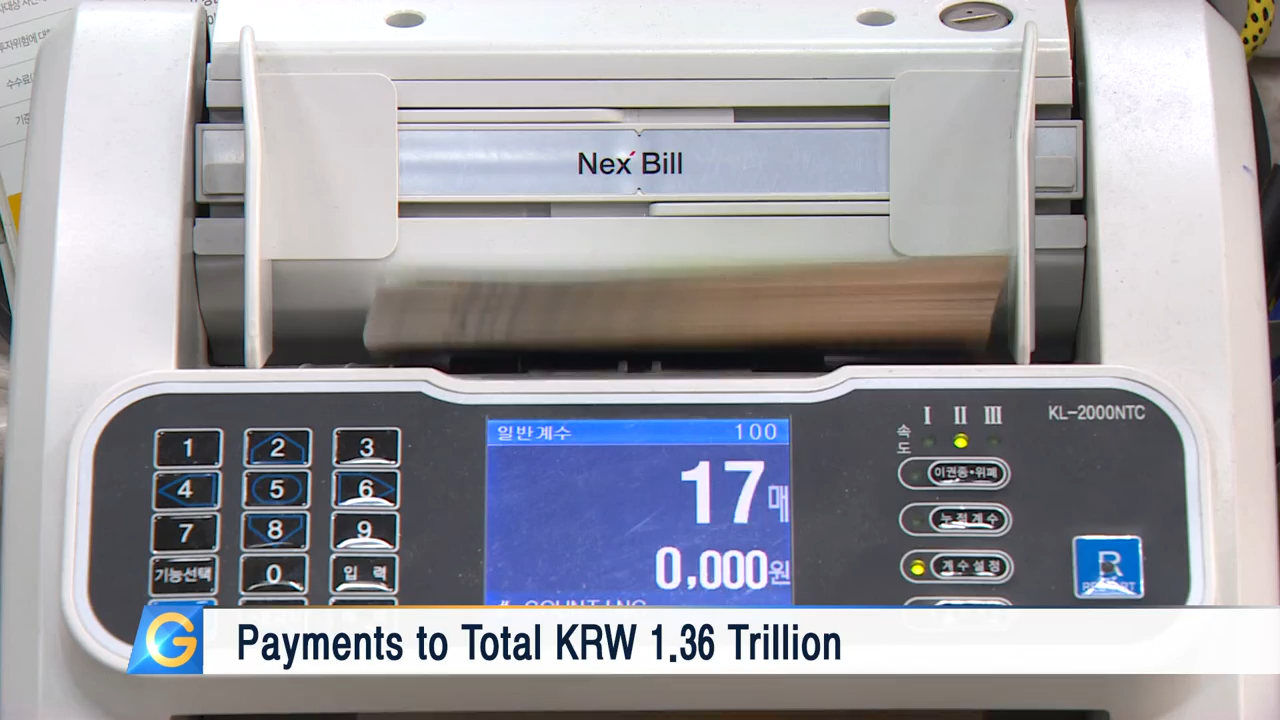 수수료
Nex Bill
KL-2000NTC
I II III
속도
일반계수 100
17매
0,000원
1 2 3
4 5 6
7 8 9
기능선택 0 입 력
이권종•위폐
누적계수
계수설정
R
G
Payments to Total KRW 1.36 Trillion